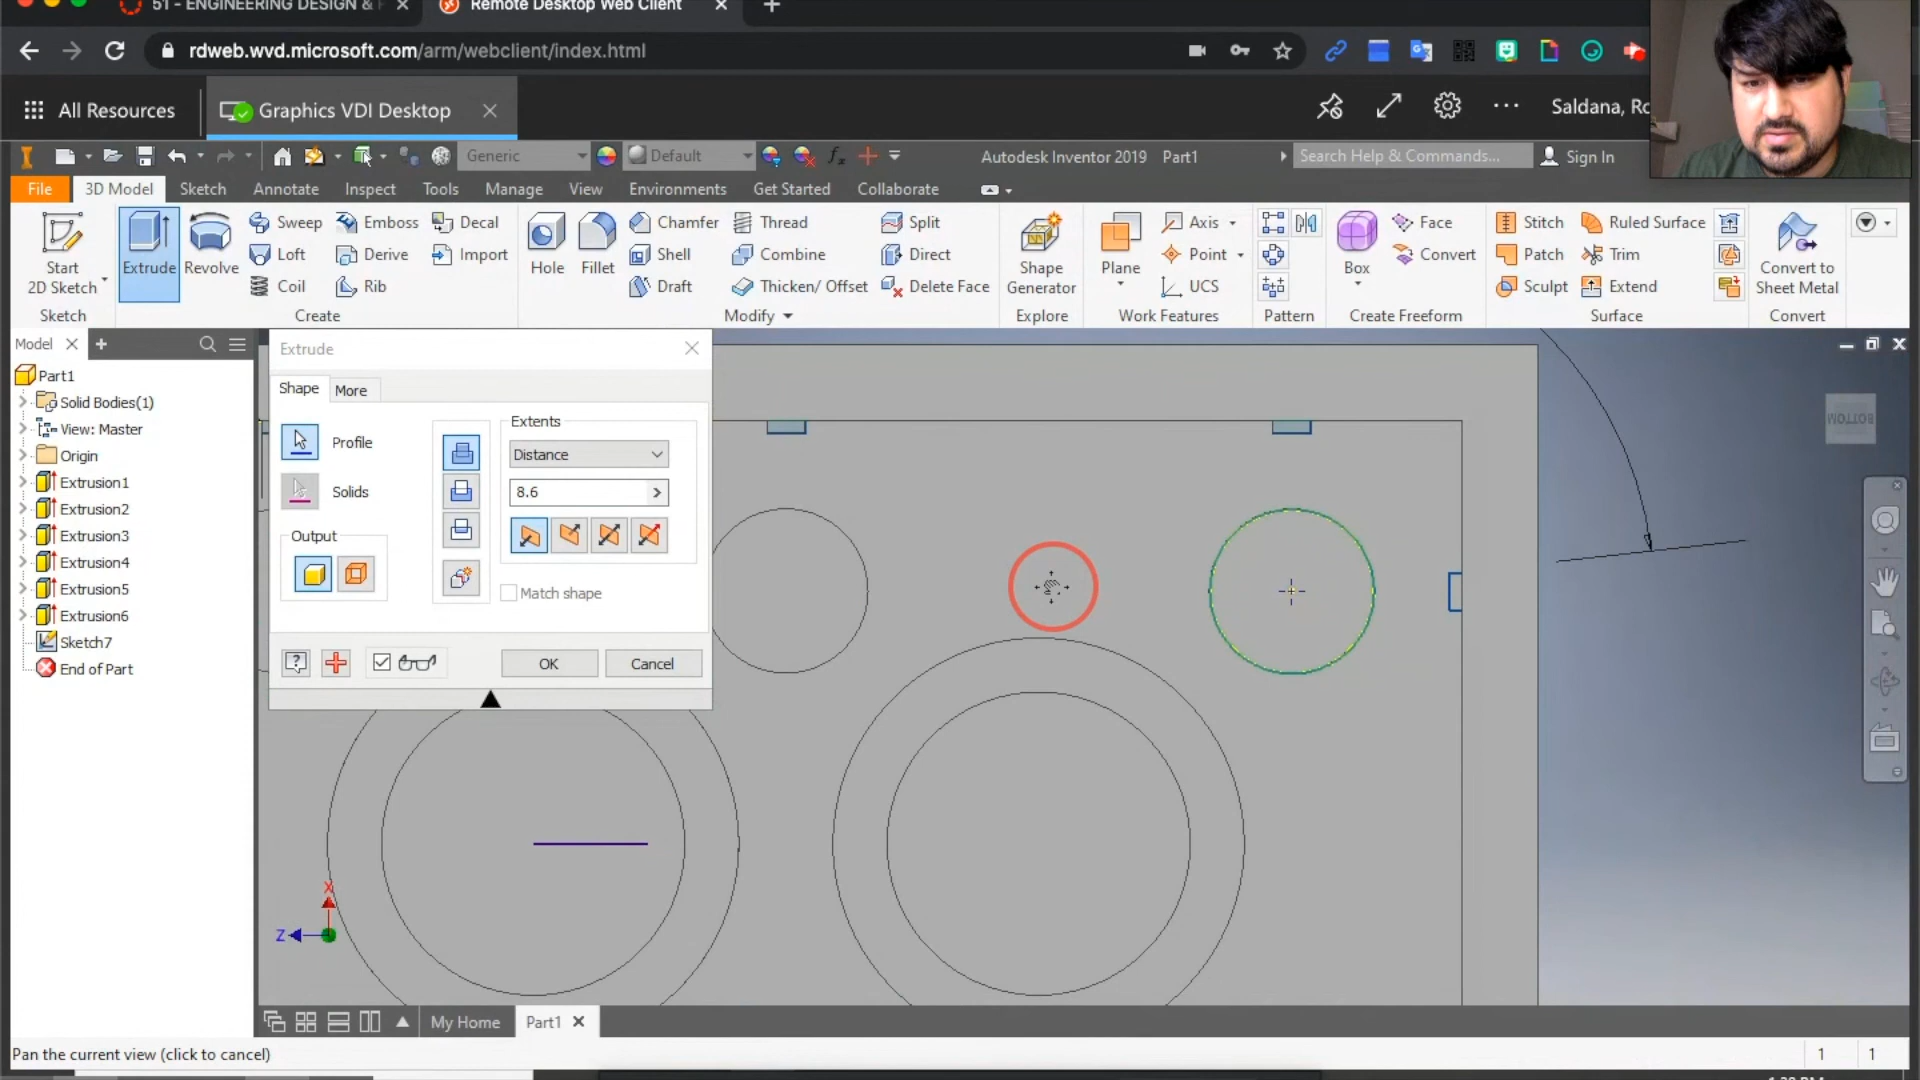 51 - ENGINEERING DESIGN &
Remote Desktop Web Client
rdweb.wvd.microsoft.com/arm/webclient/index.html
All Resources
Graphics VDI Desktop
Saldana, Ro
Generic
Default
Autodesk Inventor 2019 Part1
Search Help & Commands...
Sign In
File 3D Model Sketch Annotate Inspect Tools Manage View Environments Get Started Collaborate
Start
2D Sketch
Extrude
Revolve
Sweep
Loft
Coil
Emboss
Derive
Rib
Decal
Import
Hole
Fillet
Chamfer
Shell
Draft
Thread
Combine
Thicken/ Offset
Split
Direct
Delete Face
Shape
Generator
Plane
Axis
Point
UCS
Box
Face
Convert
Stitch
Patch
Sculpt
Ruled Surface
Trim
Extend
Convert to
Sheet Metal
Sketch
Create
Modify
Explore
Work Features
Pattern
Create Freeform
Surface
Convert
Model
Part1
Solid Bodies(1)
View: Master
Origin
Extrusion1
Extrusion2
Extrusion3
Extrusion4
Extrusion5
Extrusion6
Sketch7
End of Part
Extrude
Shape
More
Profile
Solids
Output
Extents
Distance
8.6
Match shape
OK
Cancel
BOTTOM
X
Z
My Home
Part1
Pan the current view (click to cancel)
1 1